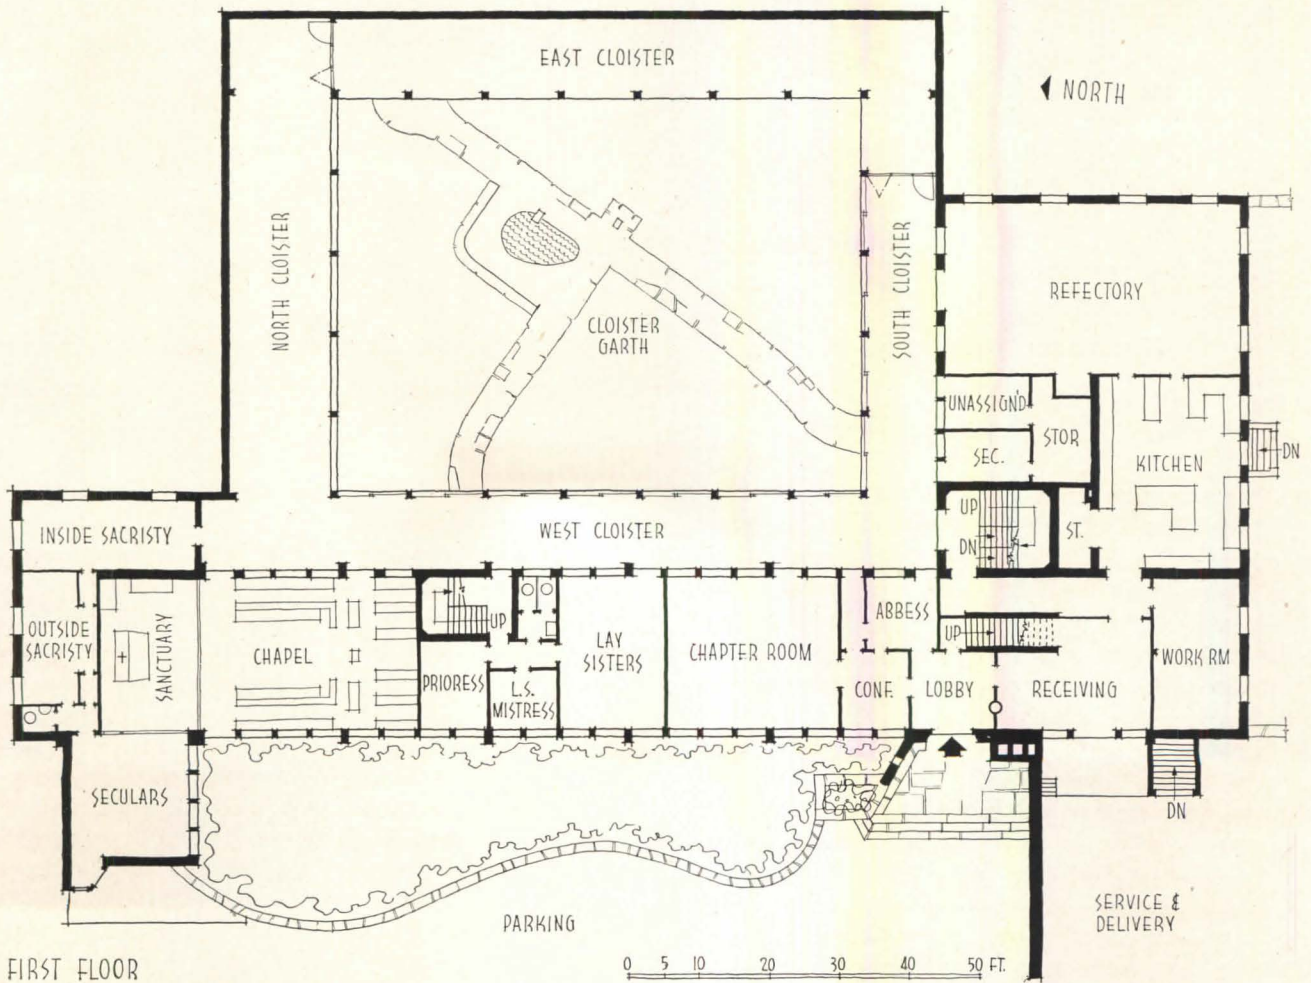 EAST CLOISTER
NORTH
NORTH CLOISTER
SOUTH CLOISTER
REFECTORY
CLOISTER
GARTH
UNASSIGN'D
STOR
SEC.
KITCHEN
DN
UP
DN
ST.
WEST CLOISTER
INSIDE SACRISTY
OUTSIDE
SACRISTY
SANCTUARY
CHAPEL
UP
PRIORESS
L.S.
MISTRESS
LAY
SISTERS
CHAPTER ROOM
ABBESS
CONF.
UP
LOBBY
RECEIVING
WORK RM
SECULARS
DN
PARKING
SERVICE &
DELIVERY
FIRST FLOOR
0 5 10 20 30 40 50 FT.